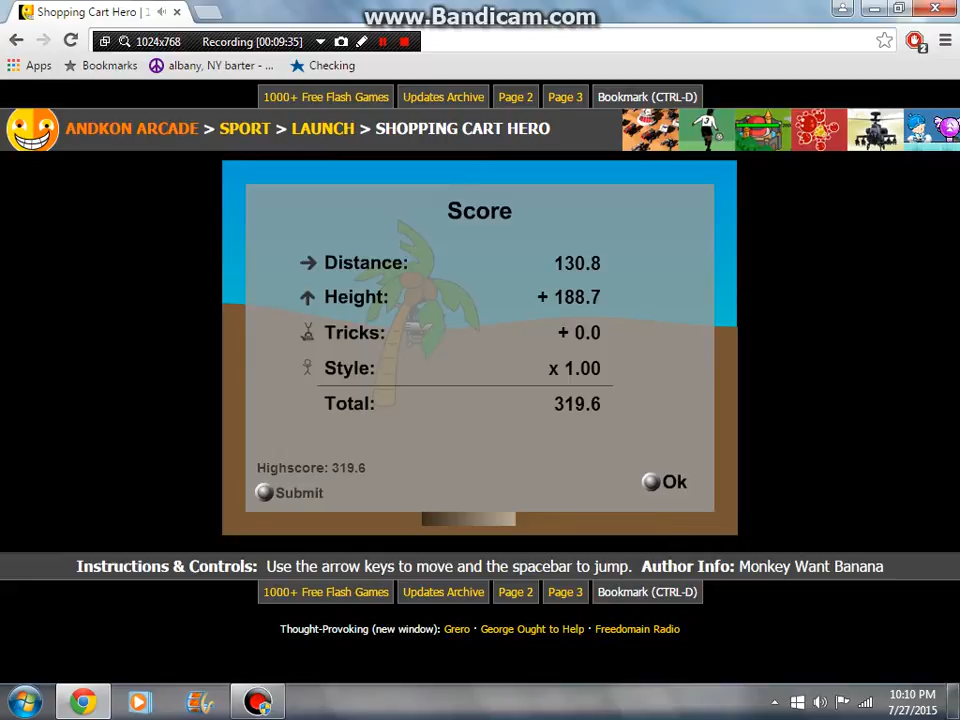 www.Bandicam.com
Shopping Cart Hero | 1
1024x768 Recording [00:09:35]
2
Apps Bookmarks albany, NY barter - ... Checking
1000+ Free Flash Games Updates Archive Page 2 Page 3 Bookmark (CTRL-D)
ANDKON ARCADE > SPORT > LAUNCH > SHOPPING CART HERO
Score
Distance: 130.8
Height: + 188.7
Tricks: + 0.0
Style: x 1.00
Total: 319.6
Highscore: 319.6
Submit
Ok
Instructions & Controls: Use the arrow keys to move and the spacebar to jump. Author Info: Monkey Want Banana
1000+ Free Flash Games Updates Archive Page 2 Page 3 Bookmark (CTRL-D)
Thought-Provoking (new window): Grero · George Ought to Help · Freedomain Radio
10:10 PM
7/27/2015